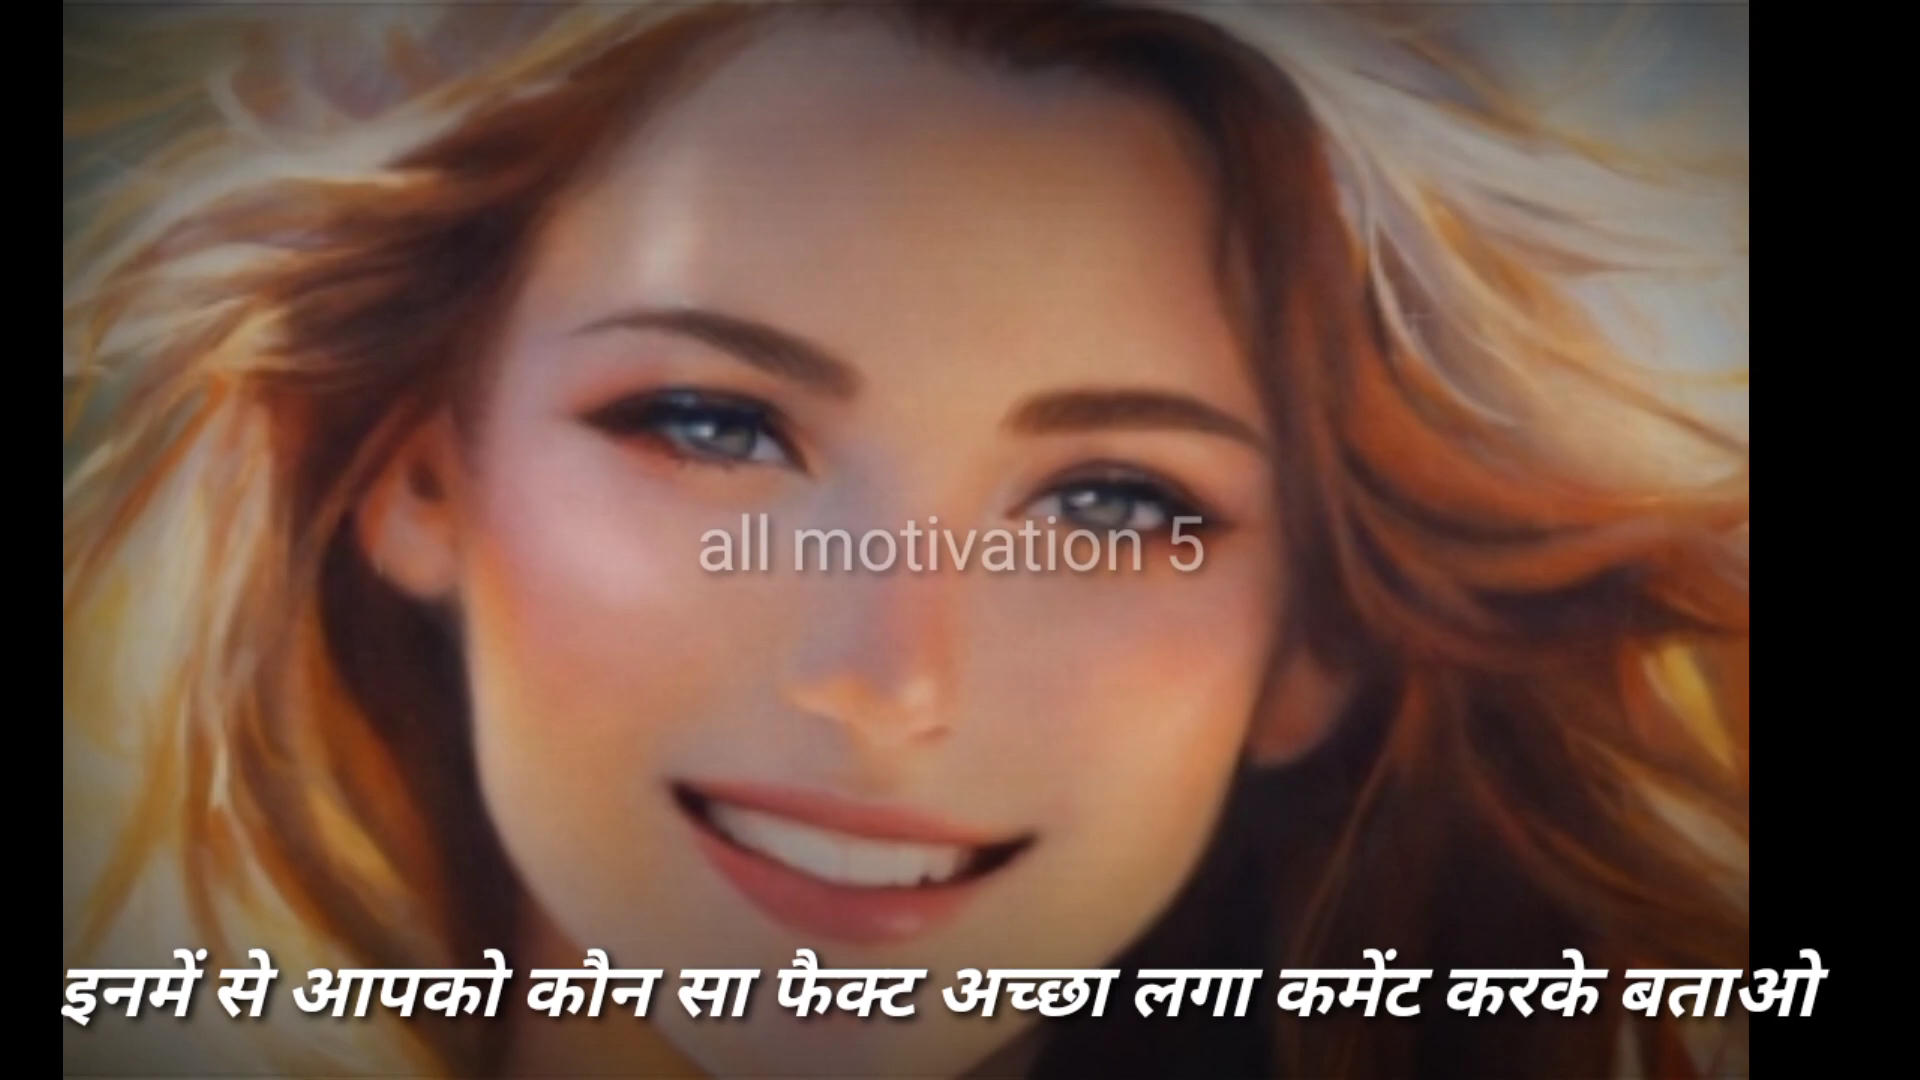 all motivation 5
इनमें से आपको कौन सा फैक्ट अच्छा लगा कमेंट करके बताओ